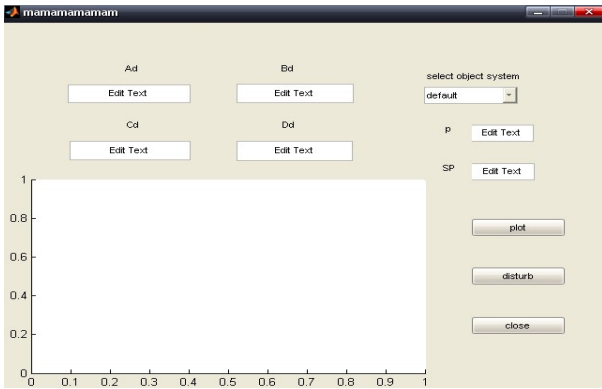 mamamamamam
Ad Bd
select object system
Edit Text Edit Text default
Cd Dd
p Edit Text
Edit Text Edit Text
SP Edit Text
1
0.8
plot
0.6
disturb
0.4
close
0.2
0
0 0.1 0.2 0.3 0.4 0.5 0.6 0.7 0.8 0.9 1